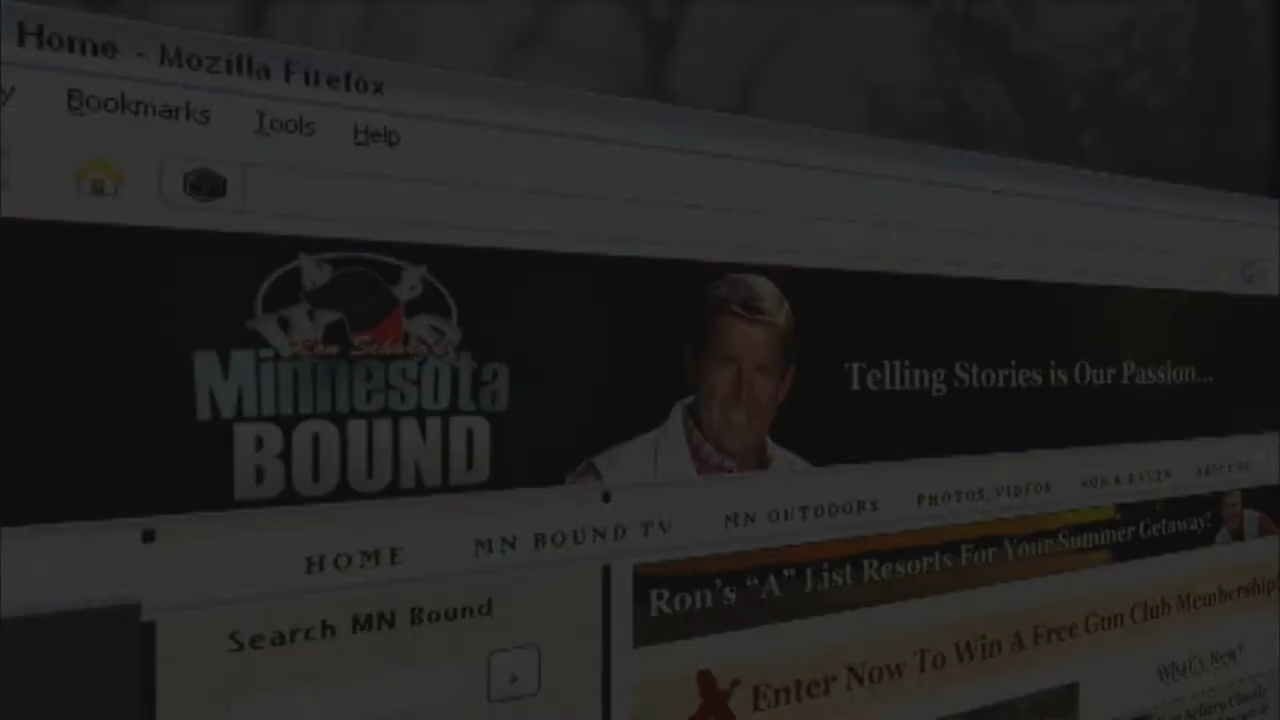 Home - Mozilla Firefox
y Bookmarks Tools Help
Minnesota
BOUND
Telling Stories is Our Passion...
HOME MN BOUND TV MN OUTDOORS PHOTOS/VIDEOS
Ron's "A" List Resorts For Your Summer Getaway!
Search MN Bound
Enter Now To Win A Free Gun Club Membership
What's New?